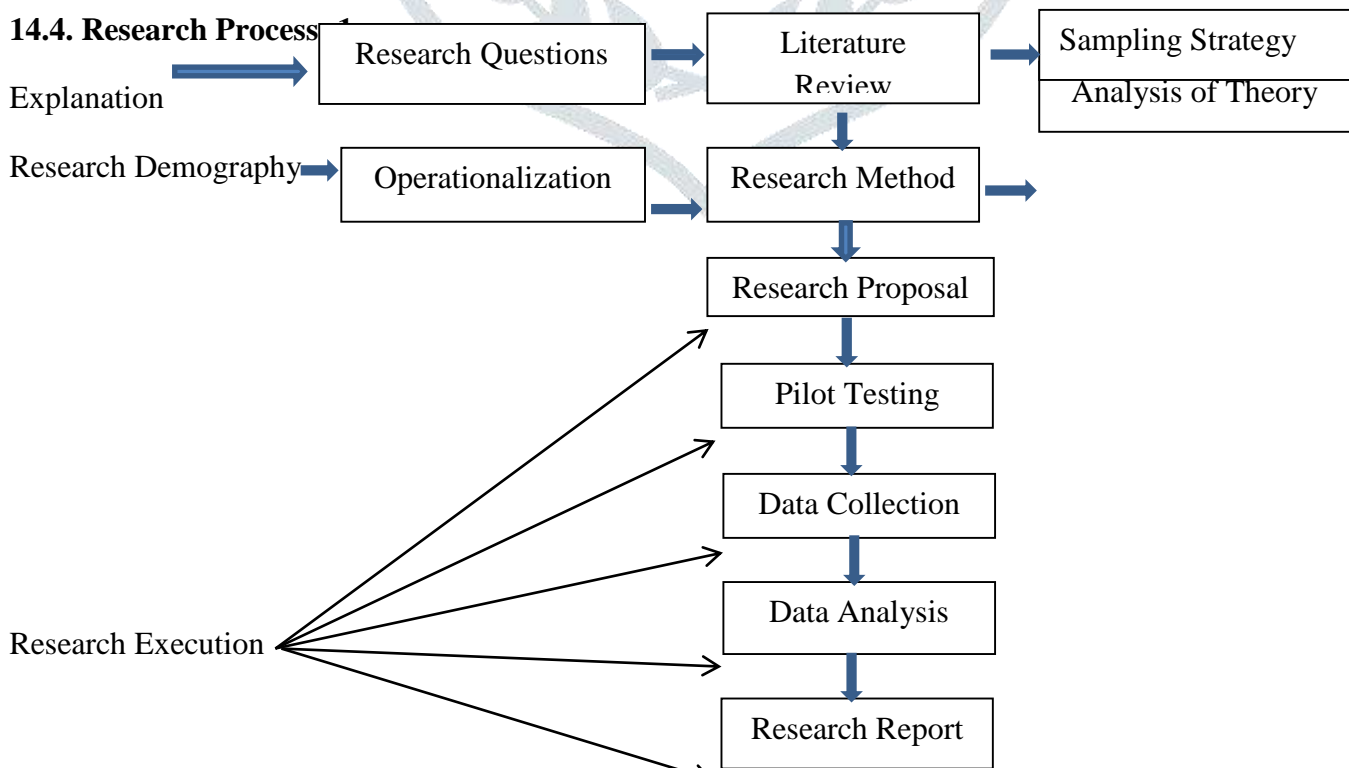 14.4. Research Process
Explanation
Research Questions
Literature
Review
Sampling Strategy
Analysis of Theory
Research Demography
Operationalization
Research Method
Research Proposal
Pilot Testing
Data Collection
Data Analysis
Research Execution
Research Report